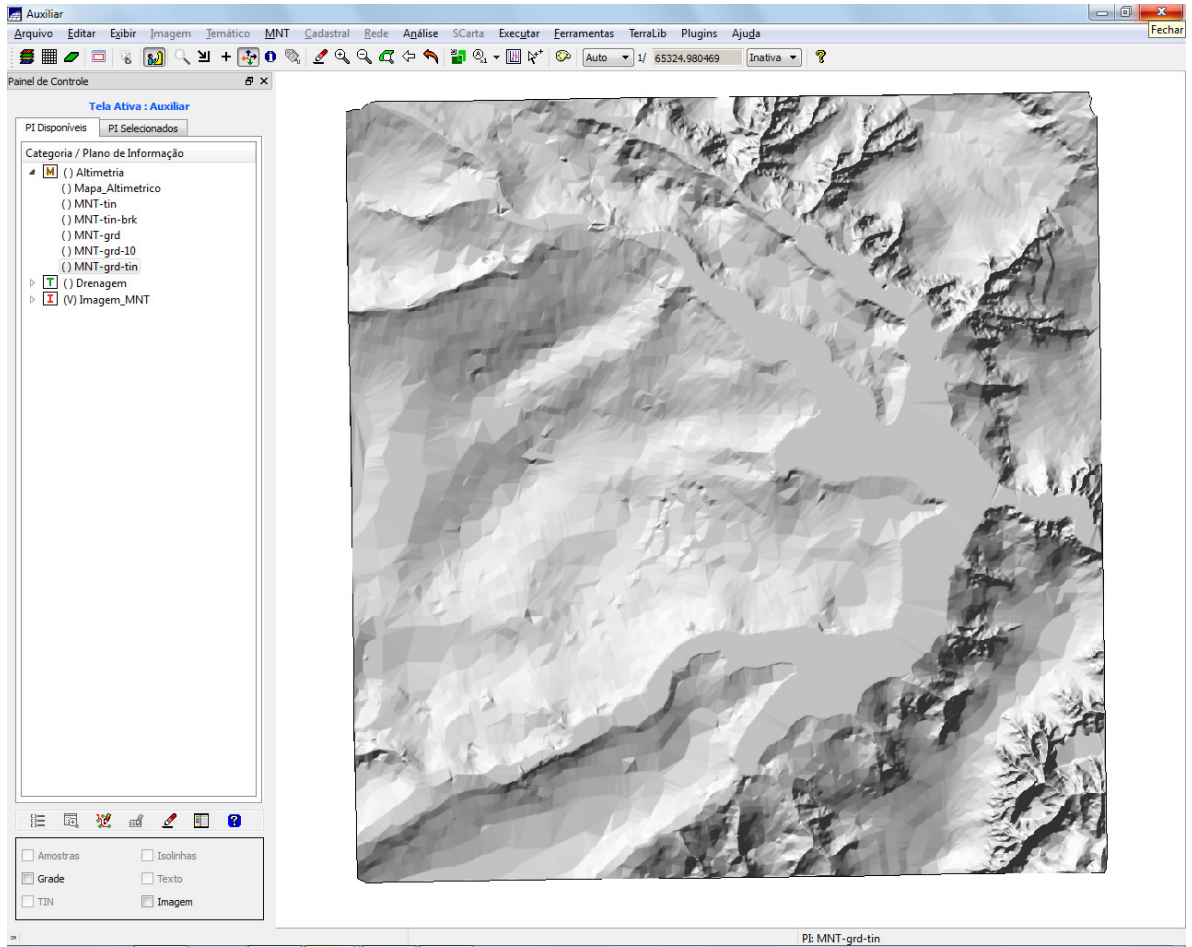 Auxiliar
Fechar
Arquivo Editar Exibir Imagem Temático MNT Cadastral Rede Análise SCarta Executar Ferramentas TerraLib Plugins Ajuda
Auto 1/ 65324.980469 Inativa
Painel de Controle
Tela Ativa : Auxiliar
PI Disponíveis PI Selecionados
Categoria / Plano de Informação
M () Altimetria
() Mapa_Altimetrico
() MNT-tin
() MNT-tin-brk
() MNT-grd
() MNT-grd-10
() MNT-grd-tin
T () Drenagem
I (V) Imagem_MNT
Amostras Isolinhas
Grade Texto
TIN Imagem
PI: MNT-grd-tin